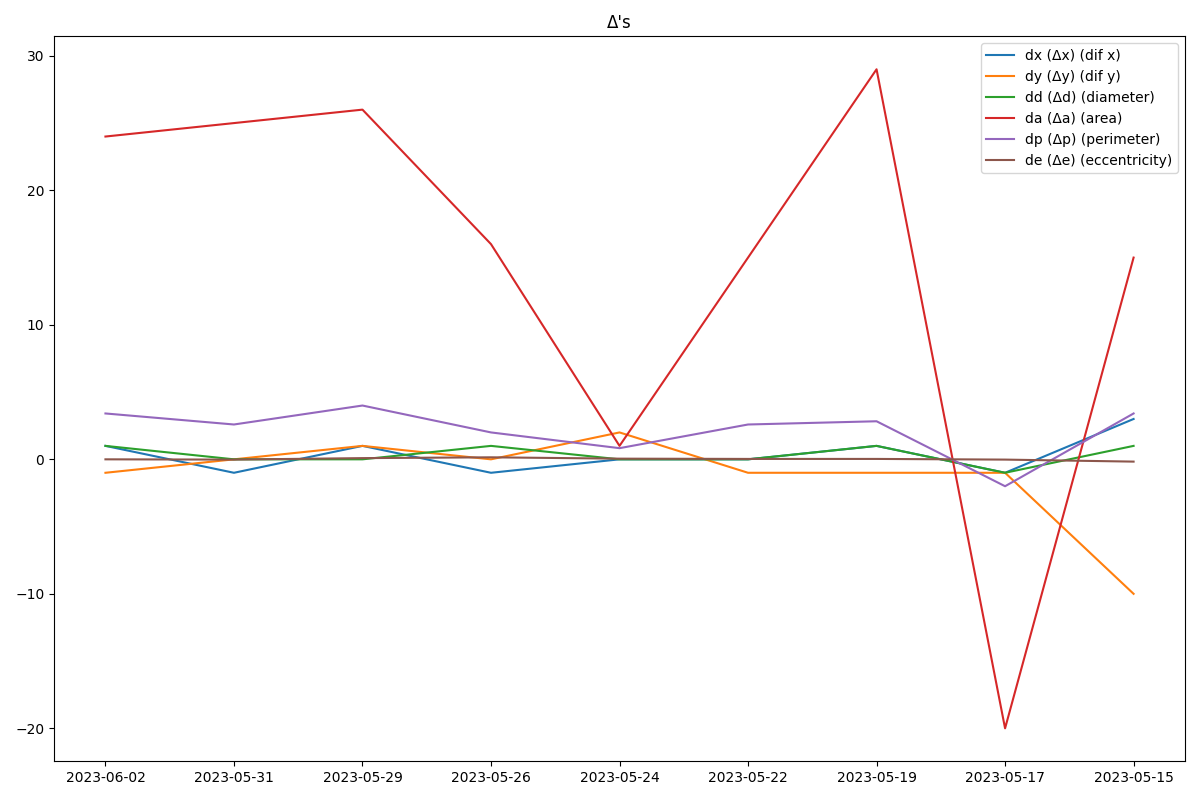 Δ's
dx (Δx) (dif x)
dy (Δy) (dif y)
dd (Δd) (diameter)
da (Δa) (area)
dp (Δp) (perimeter)
de (Δe) (eccentricity)
30
20
10
0
−10
−20
2023-06-02 2023-05-31 2023-05-29 2023-05-26 2023-05-24 2023-05-22 2023-05-19 2023-05-17 2023-05-15